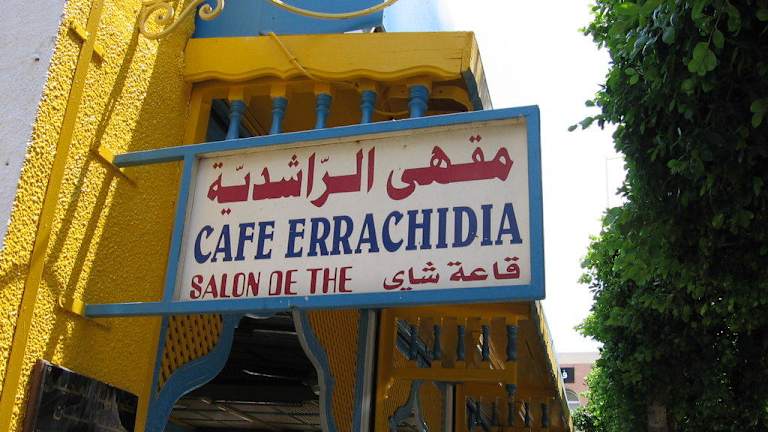 مقهى الرّاشديّة
CAFE ERRACHIDIA
SALON DE THE قاعة شاي